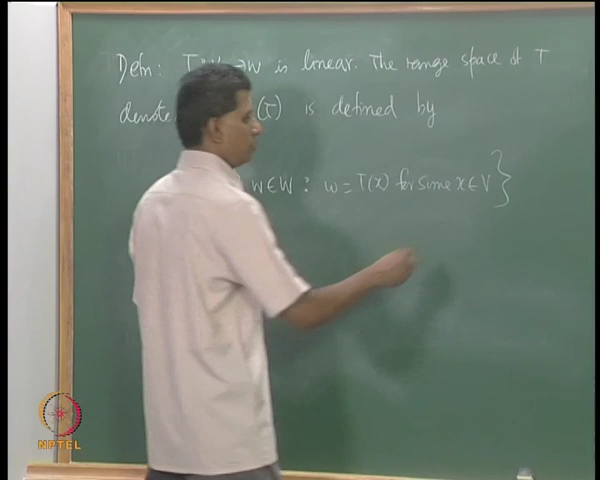 Defn: T: V → W is linear. The range space of T
denote (T) is defined by
w ∈ W : w = T(x) for some x ∈ V }
NPTEL